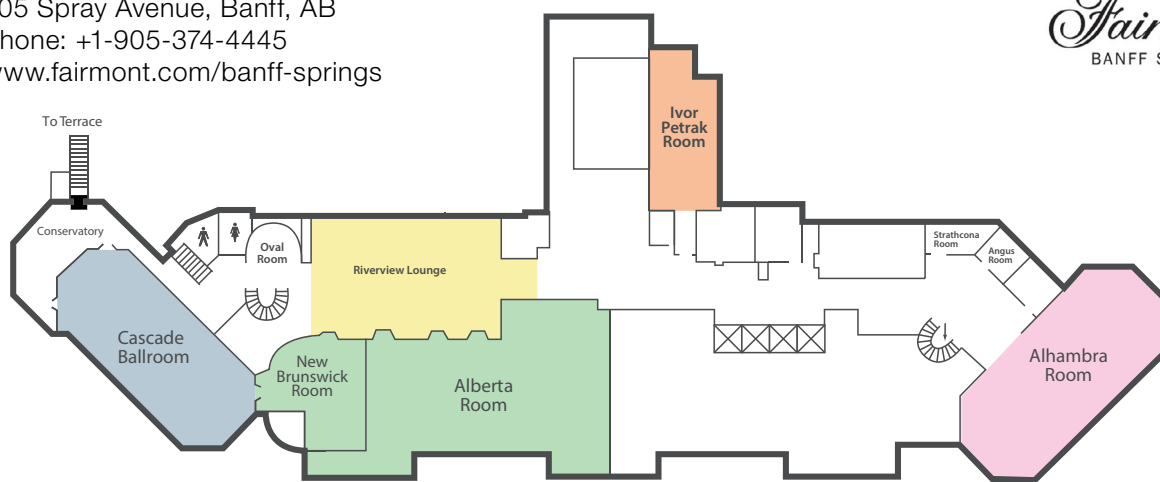 05 Spray Avenue, Banff, AB
hone: +1-905-374-4445
www.fairmont.com/banff-springs
Fair
BANFF S
To Terrace
Conservatory
Oval
Room
Riverview Lounge
Ivor
Petrak
Room
Strathcona
Room
Angus
Room
Cascade
Ballroom
New
Brunswick
Room
Alberta
Room
Alhambra
Room